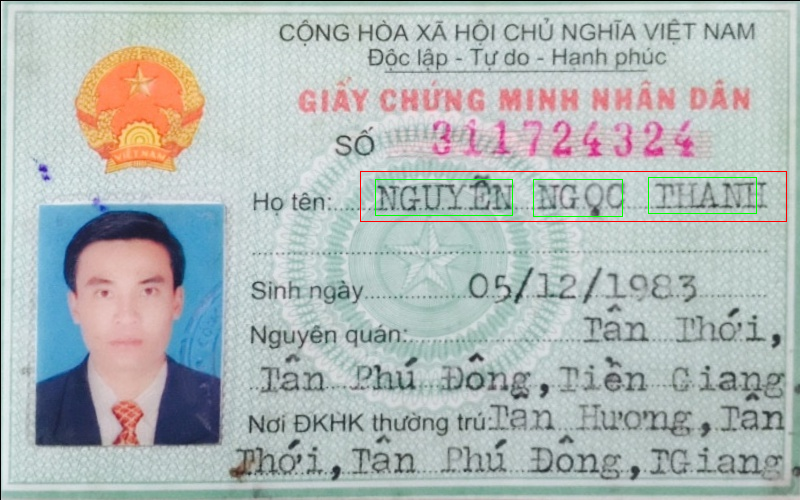 CỘNG HÒA XÃ HỘI CHỦ NGHĨA VIỆT NAM
Độc lập - Tự do - Hạnh phúc
GIẤY CHỨNG MINH NHÂN DÂN
SỐ 311724324
Họ tên: NGUYỄN NGỌC THANH
Sinh ngày 05/12/1983
Nguyên quán: Tân Thới,
Tân Phú Đông, Tiền Giang
Nơi ĐKHK thường trú: Tân Hương, Tân
Thới, Tân Phú Đông, TGiang.
VIỆT NAM